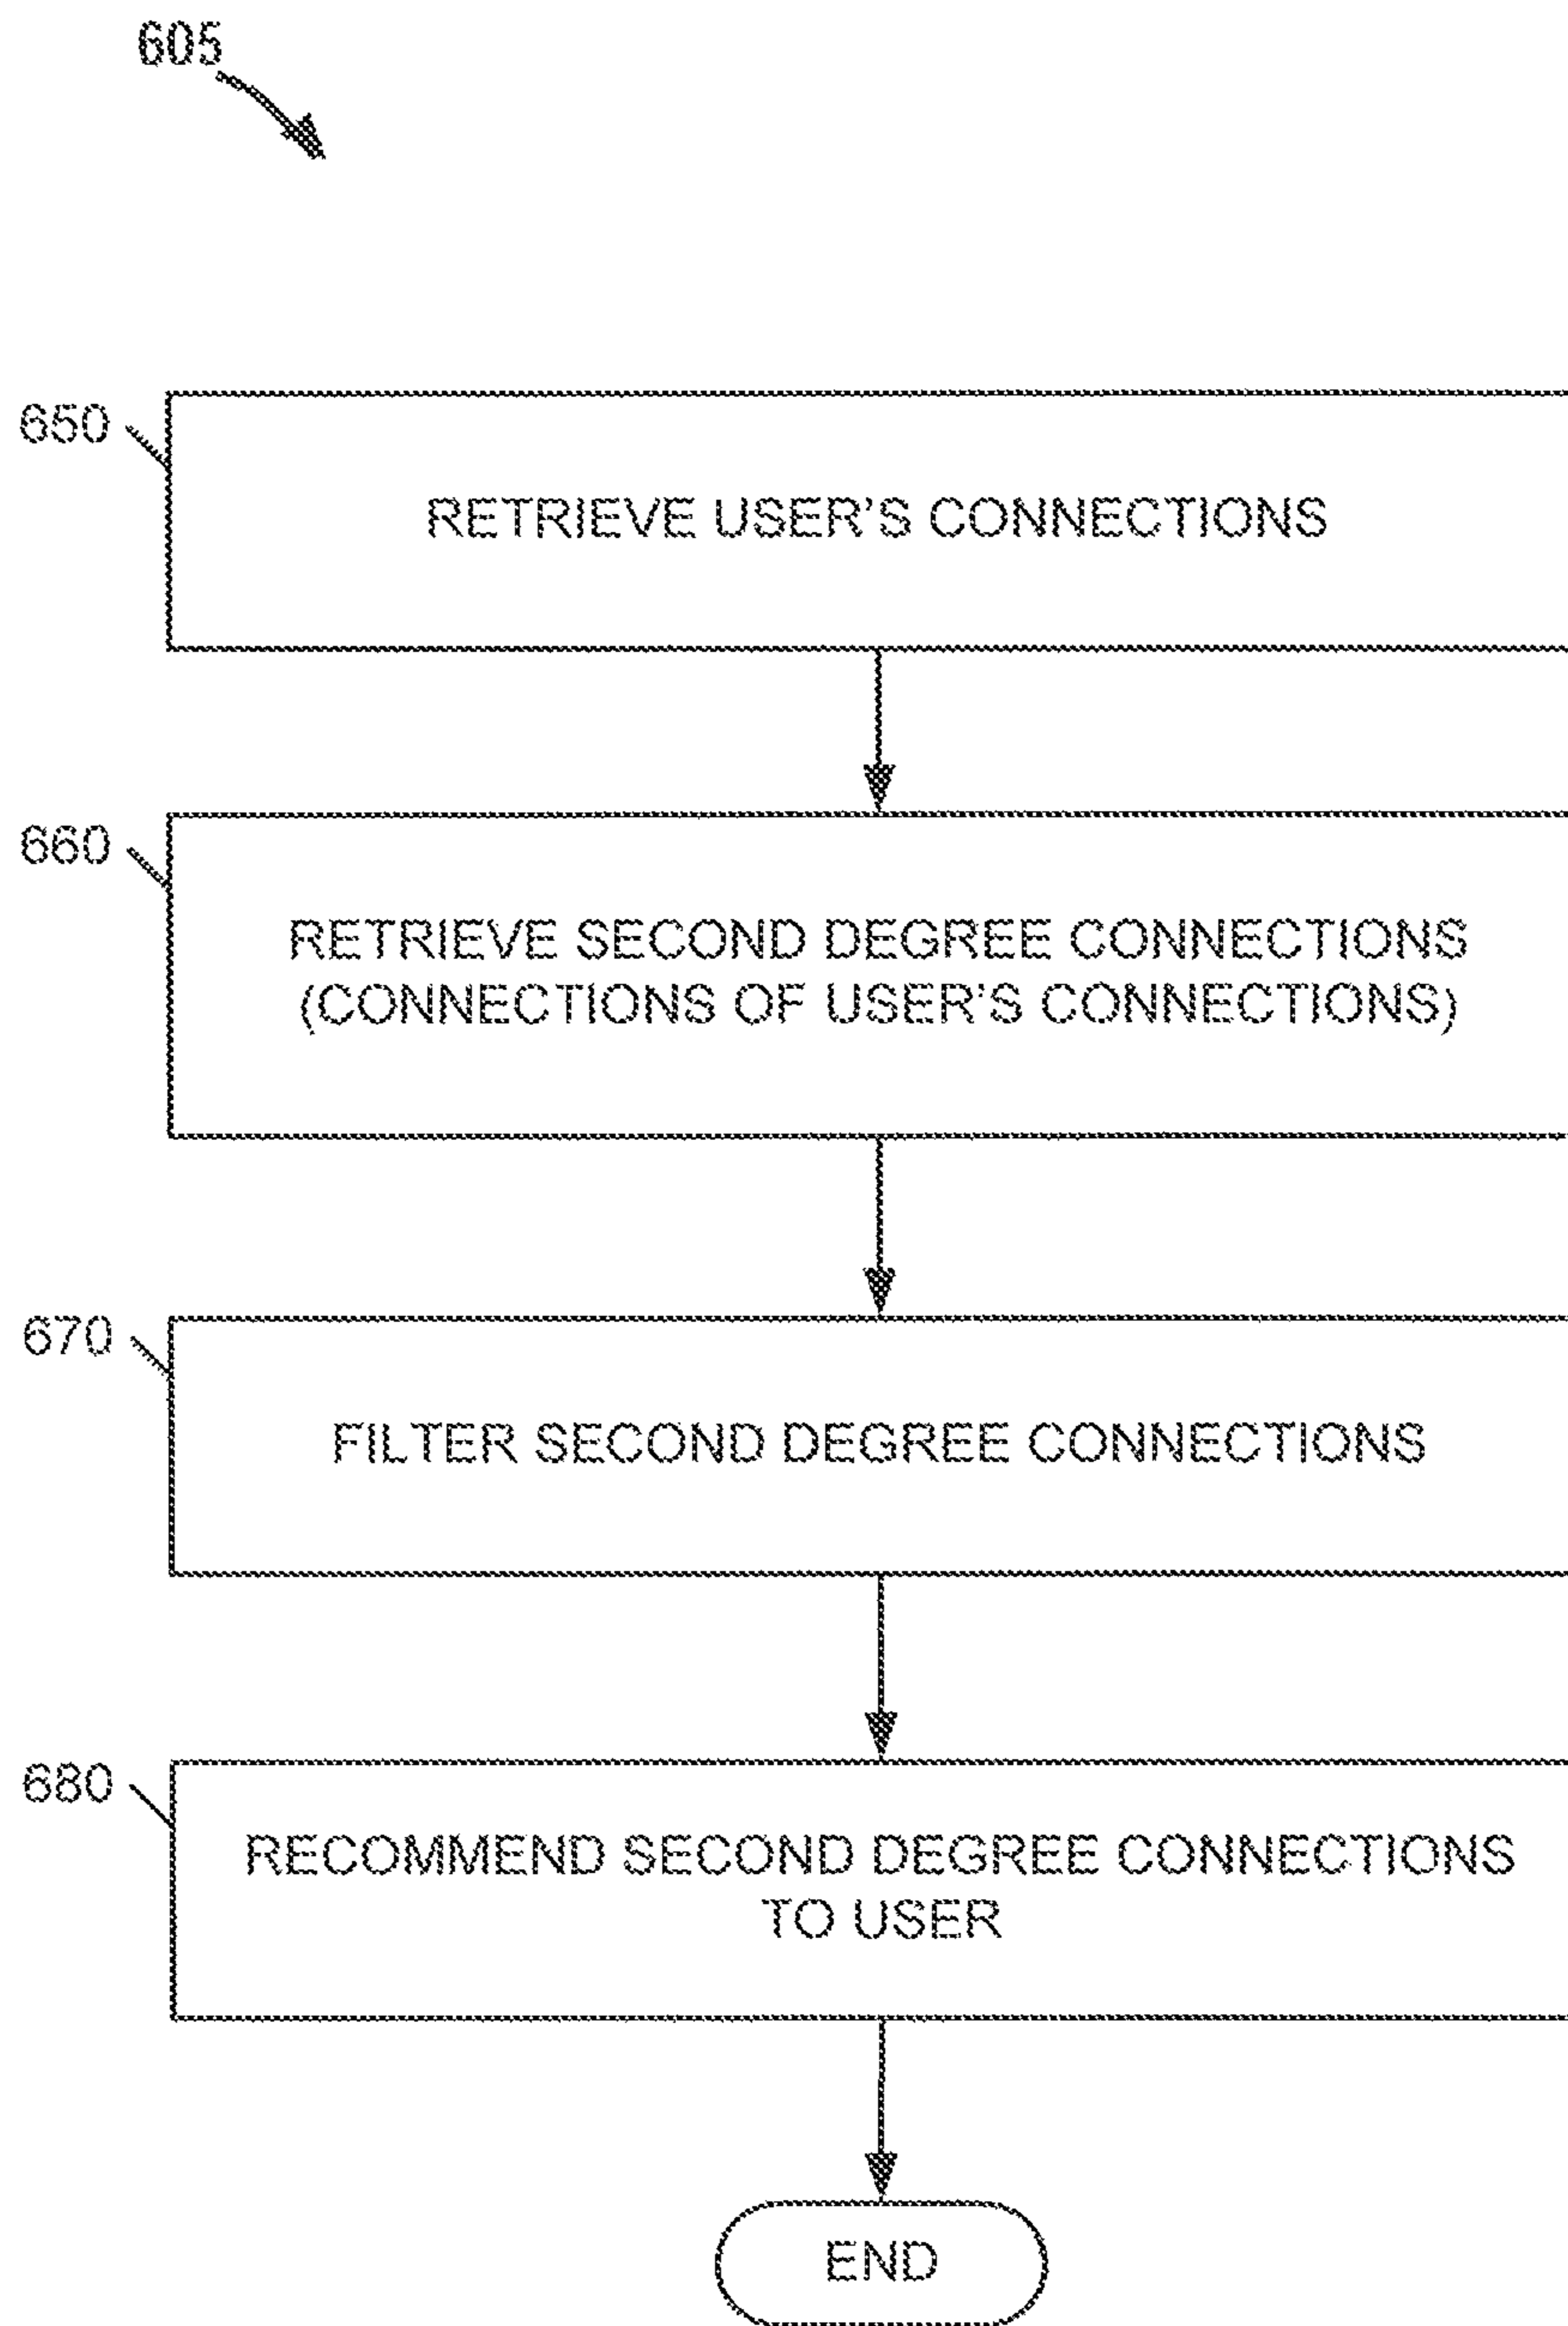 605
650
RETRIEVE USER'S CONNECTIONS
660
RETRIEVE SECOND DEGREE CONNECTIONS
(CONNECTIONS OF USER'S CONNECTIONS)
670
FILTER SECOND DEGREE CONNECTIONS
680
RECOMMEND SECOND DEGREE CONNECTIONS
TO USER
END